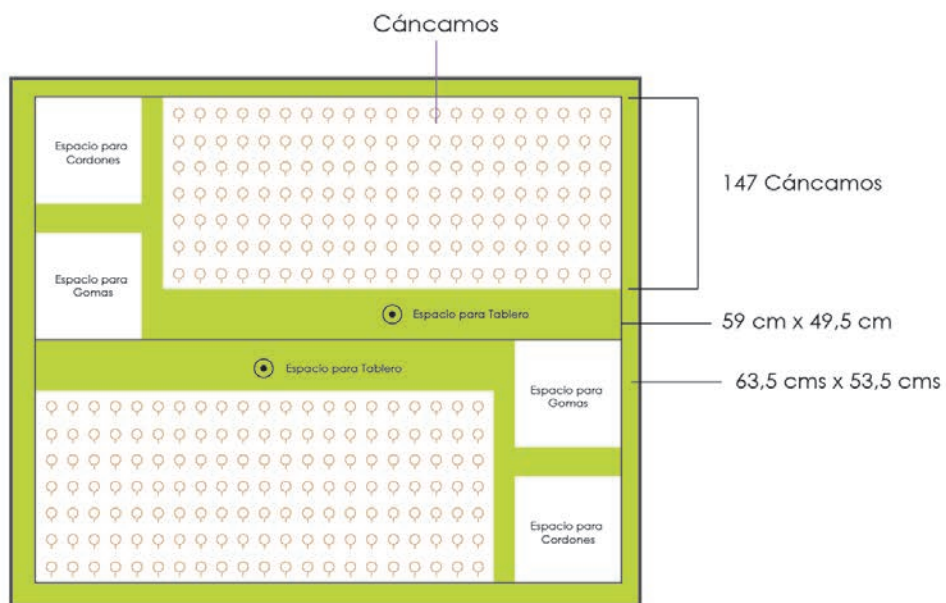 Cáncamos
Espacio para
Cordones
147 Cáncamos
Espacio para
Gomas
Espacio para Tablero
59 cm x 49,5 cm
Espacio para Tablero
63,5 cms x 53,5 cms
Espacio para
Gomas
Espacio para
Cordones